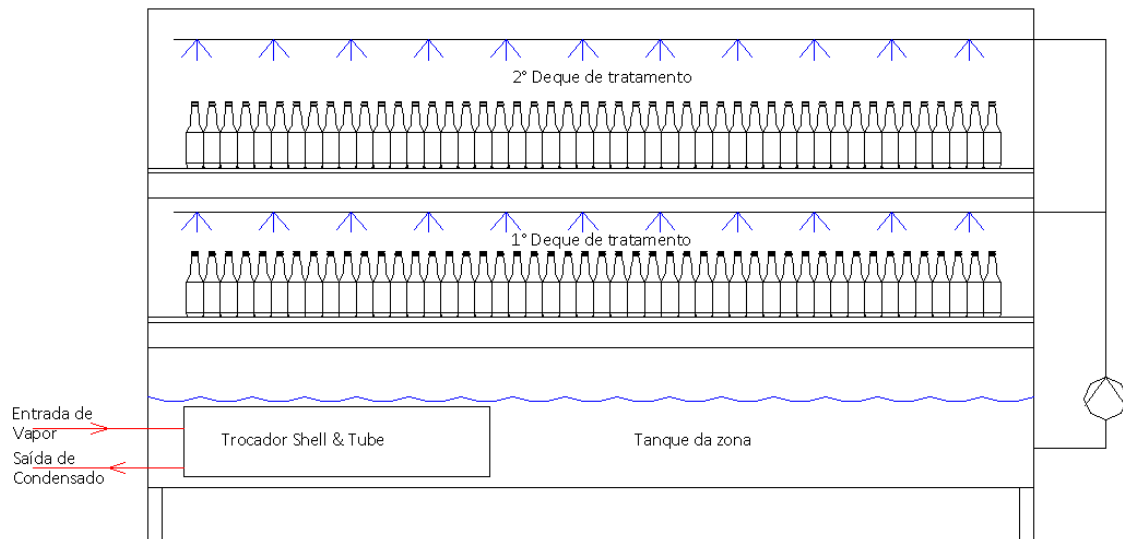 2° Deque de tratamento
1° Deque de tratamento
Entrada de
Vapor
Trocador Shell & Tube
Tanque da zona
Saída de
Condensado